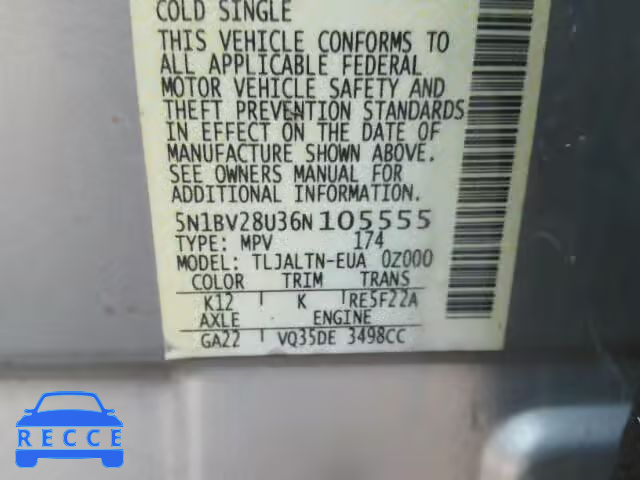 COLD SINGLE
THIS VEHICLE CONFORMS TO
ALL APPLICABLE FEDERAL
MOTOR VEHICLE SAFETY AND
THEFT PREVENTION STANDARDS
IN EFFECT ON THE DATE OF
MANUFACTURE SHOWN ABOVE.
SEE OWNERS MANUAL FOR
ADDITIONAL INFORMATION.
5N1BV28U36N105555
TYPE: MPV 174
MODEL: TLJALTN-EUA 0Z000
COLOR TRIM TRANS
K12 K RE5F22A
AXLE ENGINE
GA22 VQ35DE 3498CC
IDCAR
RECCE